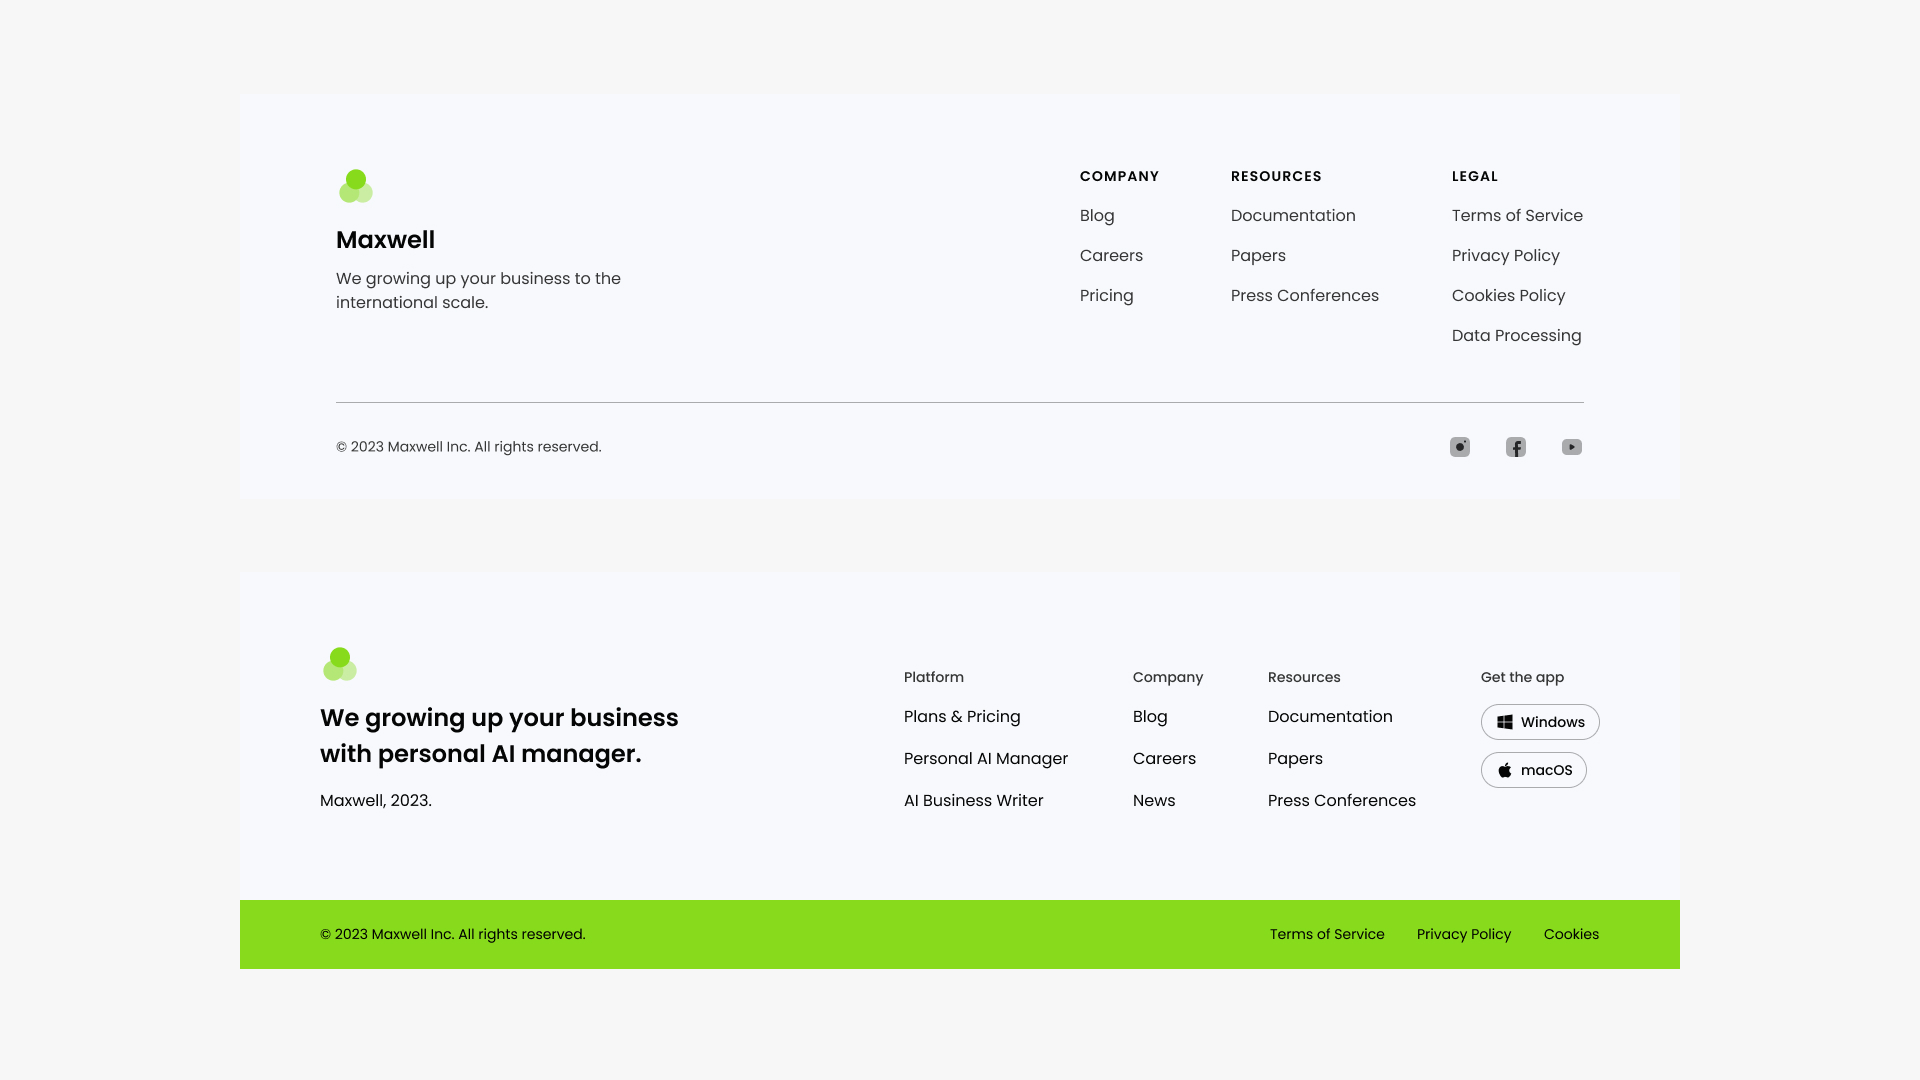 Maxwell
We growing up your business to the
international scale.
COMPANY
Blog
Careers
Pricing
RESOURCES
Documentation
Papers
Press Conferences
LEGAL
Terms of Service
Privacy Policy
Cookies Policy
Data Processing
© 2023 Maxwell Inc. All rights reserved.
We growing up your business
with personal AI manager.
Maxwell, 2023.
Platform
Plans & Pricing
Personal AI Manager
AI Business Writer
Company
Blog
Careers
News
Resources
Documentation
Papers
Press Conferences
Get the app
Windows
macOS
© 2023 Maxwell Inc. All rights reserved.
Terms of Service
Privacy Policy
Cookies